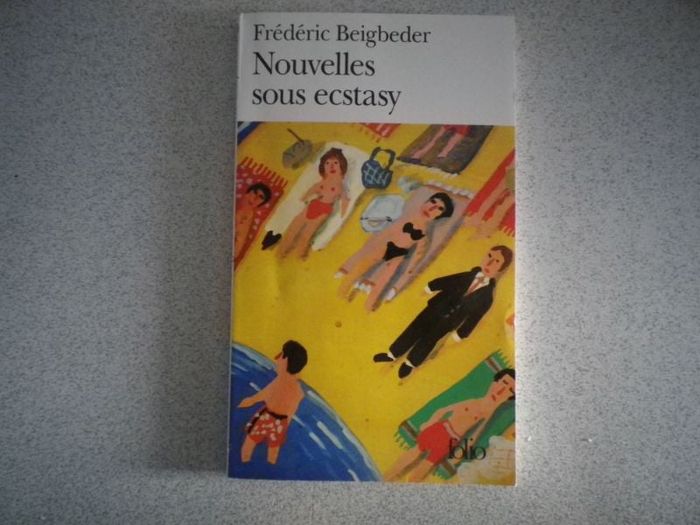 Frédéric Beigbeder
Nouvelles
sous ecstasy
folio